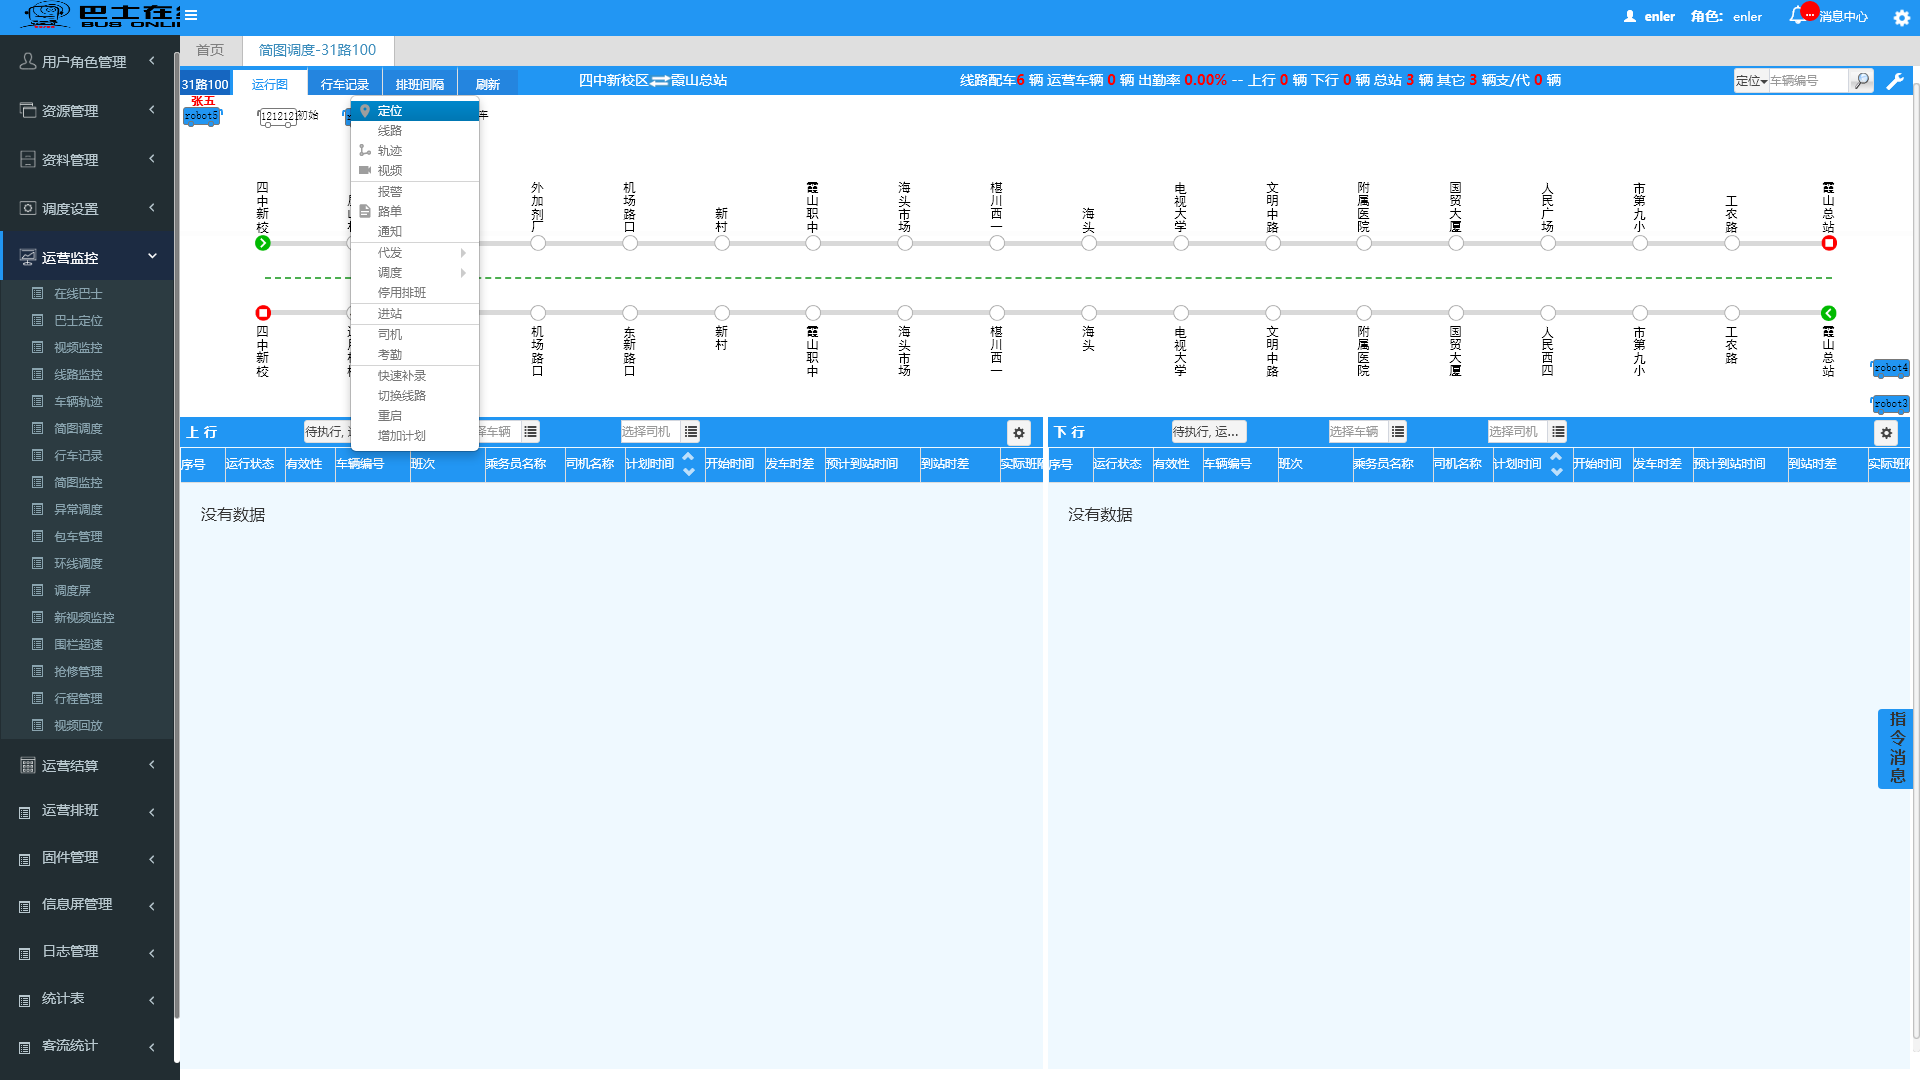 巴士在线
BUS ONLI
enler 角色: enler ... 消息中心
用户角色管理
资源管理
资料管理
调度设置
运营监控
在线巴士
巴士定位
视频监控
线路监控
车辆轨迹
简图调度
行车记录
简图监控
异常调度
包车管理
环线调度
调度屏
新视频监控
围栏超速
抢修管理
行程管理
视频回放
运营结算
运营排班
固件管理
信息屏管理
日志管理
统计表
客流统计
首页 简图调度-31路100
31路100 运行图 行车记录 排班间隔 刷新 四中新校区 霞山总站 线路配车6 辆 运营车辆 0 辆 出勤率 0.00% -- 上行 0 辆 下行 0 辆 总站 3 辆 其它 3 辆支/代 0 辆 定位 车辆编号
张五
robot5 1212121 初始 车
定位
线路
轨迹
视频
报警
路单
通知
代发
调度
停用排班
进站
司机
考勤
快速补录
切换线路
重启
增加计划
四中新校 外加剂厂 机场路口 新村 霞山职中 海头市场 椹川西一 海头 电视大学 文明中路 附属医院 国贸大厦 人民广场 市第九小 工农路 霞山总站
四中新校 机场路口 东新路口 新村 霞山职中 海头市场 椹川西一 海头 电视大学 文明中路 附属医院 国贸大厦 人民西四 市第九小 工农路 霞山总站
robot4
robot3
上 行 待执行, 择车辆 选择司机
序号 运行状态 有效性 车辆编号 班次 乘务员名称 司机名称 计划时间 开始时间 发车时差 预计到站时间 到站时差 实际班
没有数据
下 行 待执行, 运... 选择车辆 选择司机
序号 运行状态 有效性 车辆编号 班次 乘务员名称 司机名称 计划时间 开始时间 发车时差 预计到站时间 到站时差 实际班
没有数据
指令消息